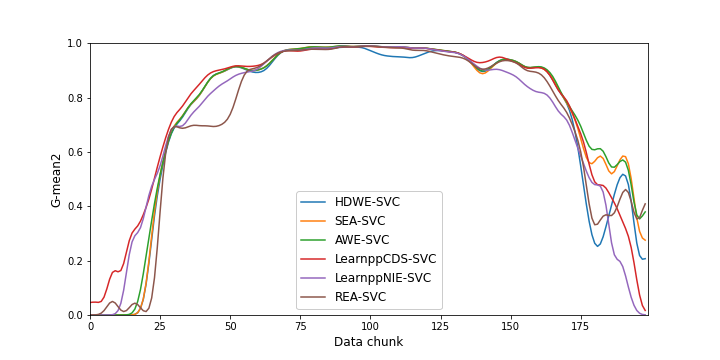 1.0
0.8
0.6
0.4
0.2
0.0
G-mean2
HDWE-SVC
SEA-SVC
AWE-SVC
LearnppCDS-SVC
LearnppNIE-SVC
REA-SVC
0 25 50 75 100 125 150 175
Data chunk